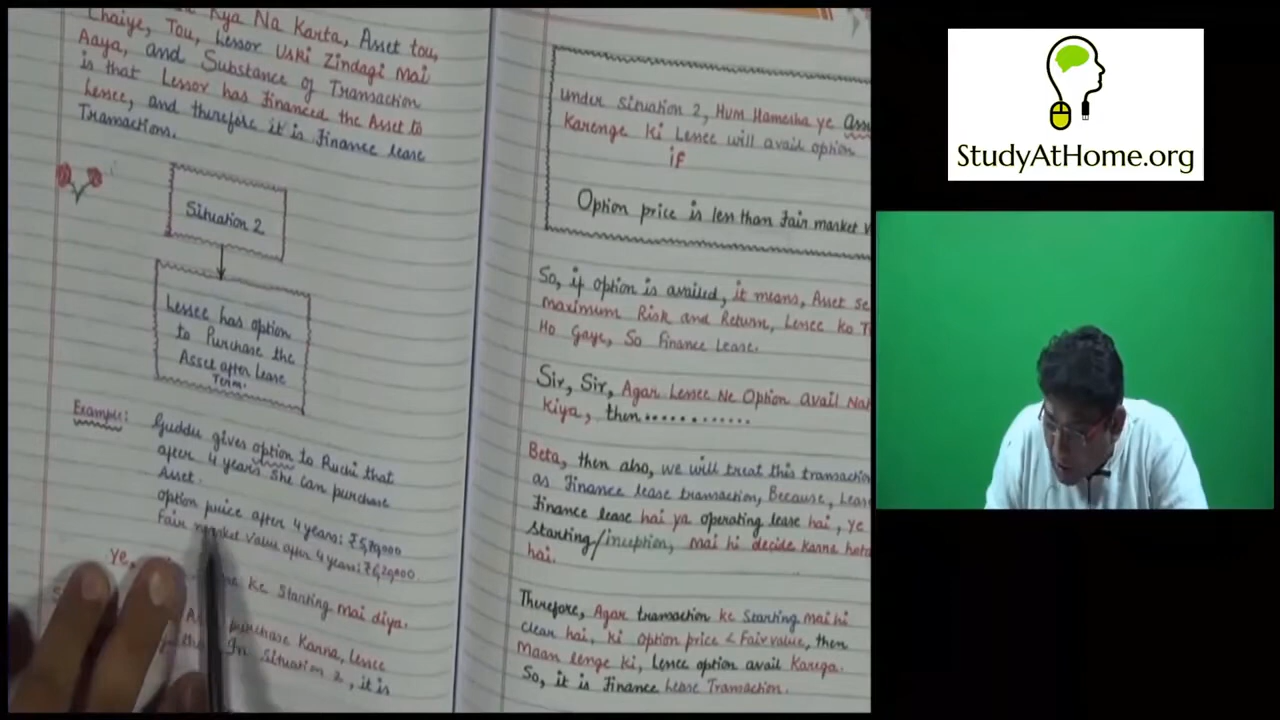 Kya Na Karta, Asset tou,
Chaiye, Tou, Lessor Uski Zindagi Mai
Aaya, and Substance of Transaction
is that Lessor has Financed the Asset to
Lessee, and therefore it is Finance lease
Transactions.
Situation 2
Lessee has option
to Purchase the
Asset after Lease
Term.
Example: Guddu gives option to Ruchi that
after 4 years She can purchase
Asset.
option price after 4 years:
Fair market Value after 4 years:
ye,
ke Starting mai diya.
purchase Karna, lessee
In Situation 2, it is
under situation 2, Hum Hamesha ye
Karenge ki Lessee will avail option
if
Option price is less than Fair market
So, if option is availed, it means, Asset se
maximum Risk and Return, Lessee ko
Ho Gaye, So Finance Lease.
Sir, Sir, Agar Lessee Ne Option Avail
Kiya, then............
Beta, then also, we will treat this transaction
as Finance lease transaction, Because,
Finance lease hai ya operating lease hai, ye
Starting/inception, mai hi decide karna
hai.
Therefore, Agar transaction ke Starting mai hi
clear hai, ki option price < Fair value, then
Maan lenge ki, Lessee option avail Karega.
So, it is Finance Lease Transaction.
StudyAtHome.org